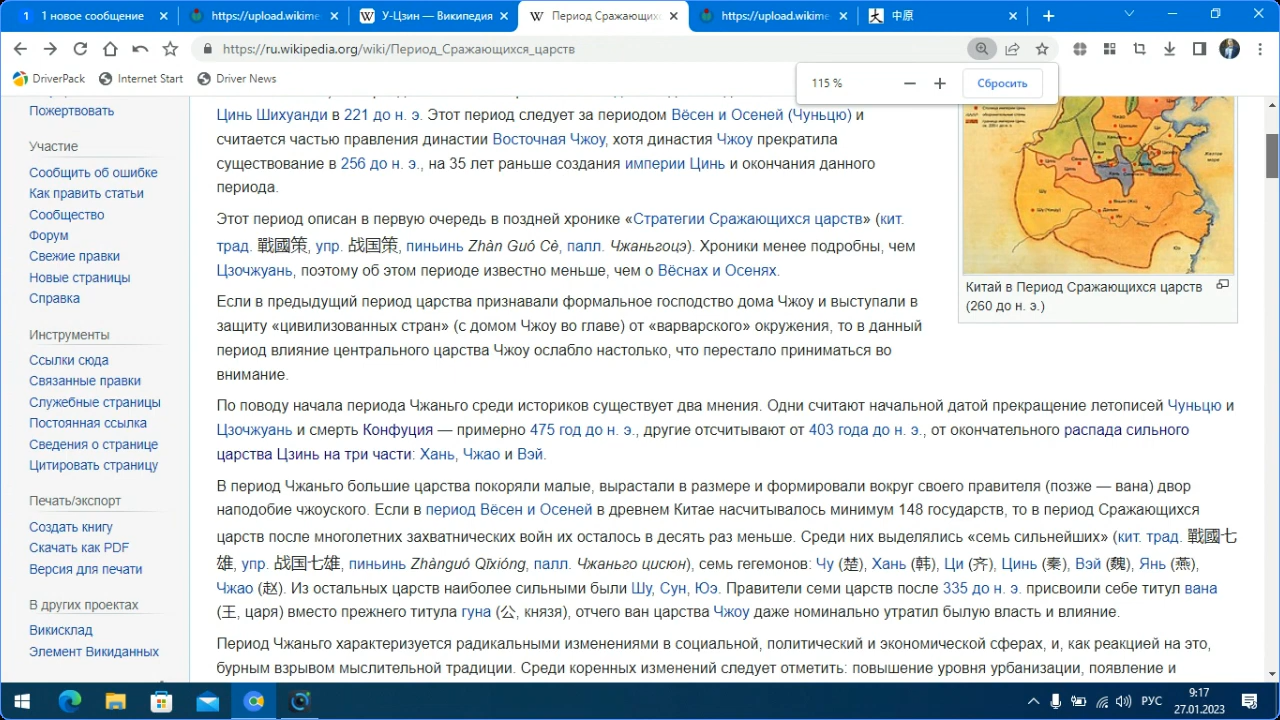 1 новое сообщение
https://upload.wikime
У-Цзин — Википедия
Период Сражающихс
https://upload.wikime
中原
https://ru.wikipedia.org/wiki/Период_Сражающихся_царств
DriverPack
Internet Start
Driver News
115 %
Сбросить
Пожертвовать
Участие
Сообщить об ошибке
Как править статьи
Сообщество
Форум
Свежие правки
Новые страницы
Справка
Инструменты
Ссылки сюда
Связанные правки
Служебные страницы
Постоянная ссылка
Сведения о странице
Цитировать страницу
Печать/экспорт
Создать книгу
Скачать как PDF
Версия для печати
В других проектах
Викисклад
Элемент Викиданных
Цинь Шихуанди в 221 до н. э. Этот период следует за периодом Вёсен и Осеней (Чуньцю) и
считается частью правления династии Восточная Чжоу, хотя династия Чжоу прекратила
существование в 256 до н. э., на 35 лет раньше создания империи Цинь и окончания данного
периода.
Этот период описан в первую очередь в поздней хронике «Стратегии Сражающихся царств» (кит.
трад. 戰國策, упр. 战国策, пиньинь Zhàn Guó Cè, палл. Чжаньгоцэ). Хроники менее подробны, чем
Цзочжуань, поэтому об этом периоде известно меньше, чем о Вёснах и Осенях.
Если в предыдущий период царства признавали формальное господство дома Чжоу и выступали в
защиту «цивилизованных стран» (с домом Чжоу во главе) от «варварского» окружения, то в данный
период влияние центрального царства Чжоу ослабло настолько, что перестало приниматься во
внимание.
По поводу начала периода Чжаньго среди историков существует два мнения. Одни считают начальной датой прекращение летописей Чуньцю и
Цзочжуань и смерть Конфуция — примерно 475 год до н. э., другие отсчитывают от 403 года до н. э., от окончательного распада сильного
царства Цзинь на три части: Хань, Чжао и Вэй.
В период Чжаньго большие царства покоряли малые, вырастали в размере и формировали вокруг своего правителя (позже — вана) двор
наподобие чжоуского. Если в период Вёсен и Осеней в древнем Китае насчитывалось минимум 148 государств, то в период Сражающихся
царств после многолетних захватнических войн их осталось в десять раз меньше. Среди них выделялись «семь сильнейших» (кит. трад. 戰國七
雄, упр. 战国七雄, пиньинь Zhànguó Qīxióng, палл. Чжаньго цисюн), семь гегемонов: Чу (楚), Хань (韩), Ци (齐), Цинь (秦), Вэй (魏), Янь (燕),
Чжао (赵). Из остальных царств наиболее сильными были Шу, Сун, Юэ. Правители семи царств после 335 до н. э. присвоили себе титул вана
(王, царя) вместо прежнего титула гуна (公, князя), отчего ван царства Чжоу даже номинально утратил былую власть и влияние.
Период Чжаньго характеризуется радикальными изменениями в социальной, политический и экономической сферах, и, как реакцией на это,
бурным взрывом мыслительной традиции. Среди коренных изменений следует отметить: повышение уровня урбанизации, появление и
Китай в Период Сражающихся царств
(260 до н. э.)
РУС
9:17
27.01.2023